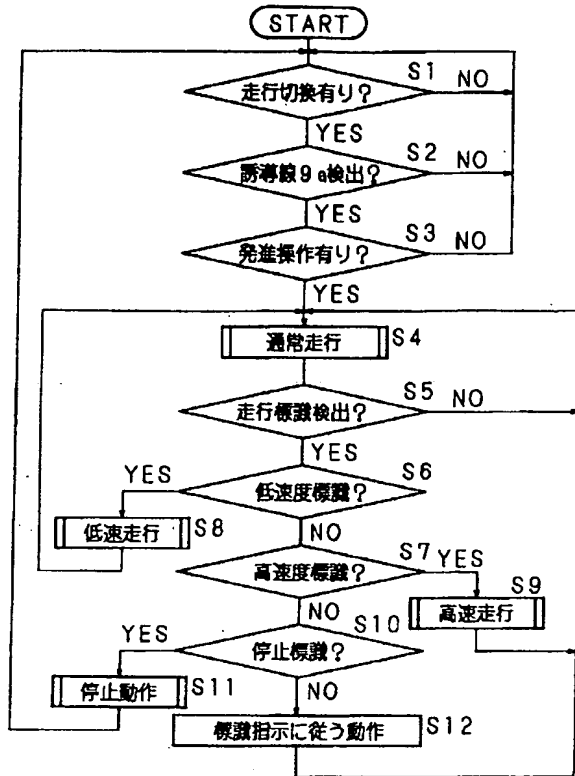 START
S1
走行切換有り?
NO
YES
S2
誘導線9a検出?
NO
YES
S3
発進操作有り?
NO
YES
通常走行
S4
S5
走行標識検出?
NO
YES
S6
YES
低速度標識?
低速走行
S8
NO
S7
高速度標識?
YES
S9
高速走行
NO
S10
YES
停止標識?
停止動作
S11
NO
標識指示に従う動作
S12